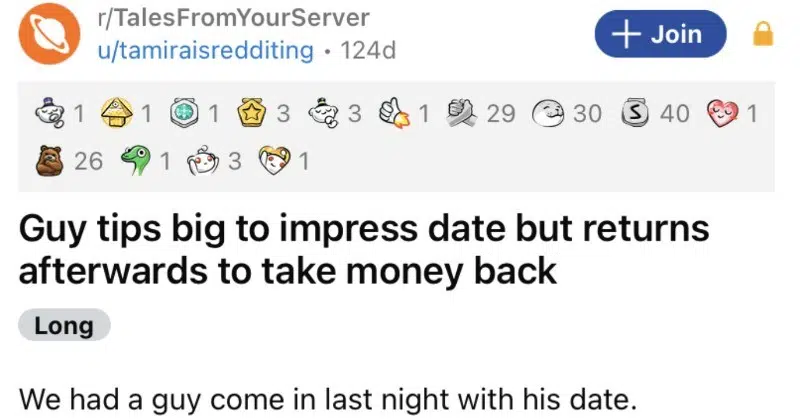 r/TalesFromYourServer
u/tamiraisredditing • 124d
Join
1 1 1 3 3 1 29 30 S 40 1
26 1 3 1
Guy tips big to impress date but returns
afterwards to take money back
Long
We had a guy come in last night with his date.